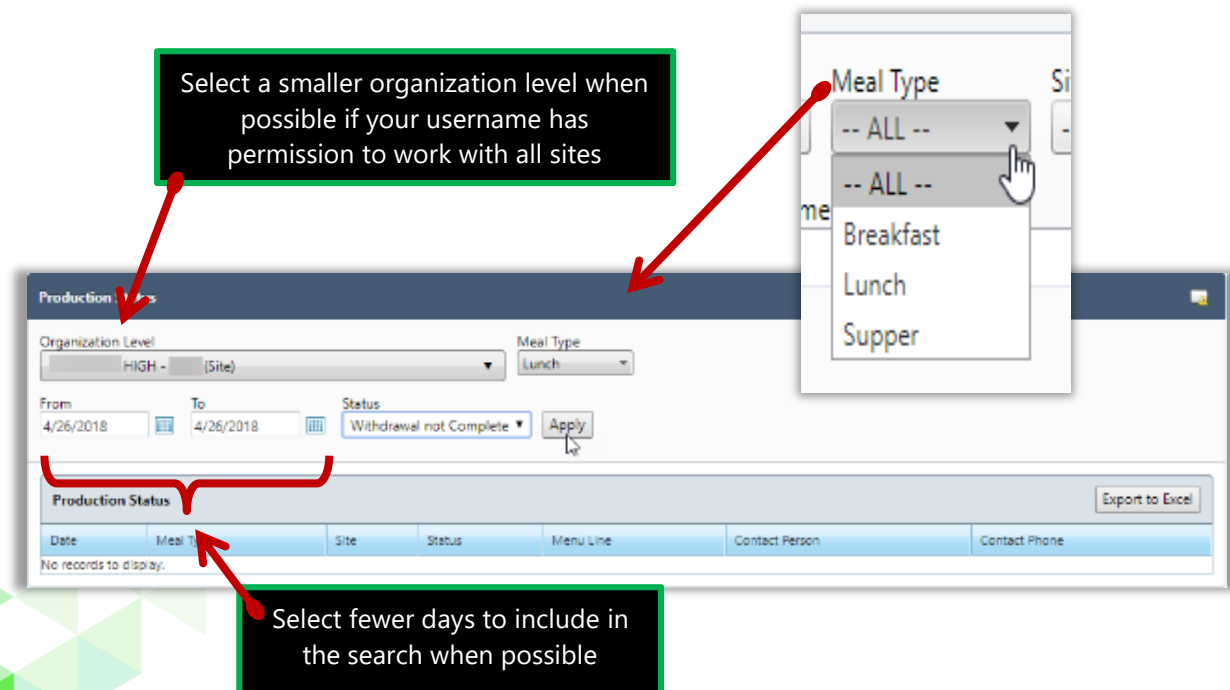 Select a smaller organization level when
possible if your username has
permission to work with all sites
Meal Type
-- ALL --
-- ALL --
Breakfast
Lunch
Supper
Production
Organization Level
HIGH - (Site)
Meal Type
Lunch
From
To
Status
4/26/2018
4/26/2018
Withdrawal not Complete
Apply
Production Status
Export to Excel
Date
Meal
Site
Status
Menu Line
Contact Person
Contact Phone
No records to display.
Select fewer days to include in
the search when possible